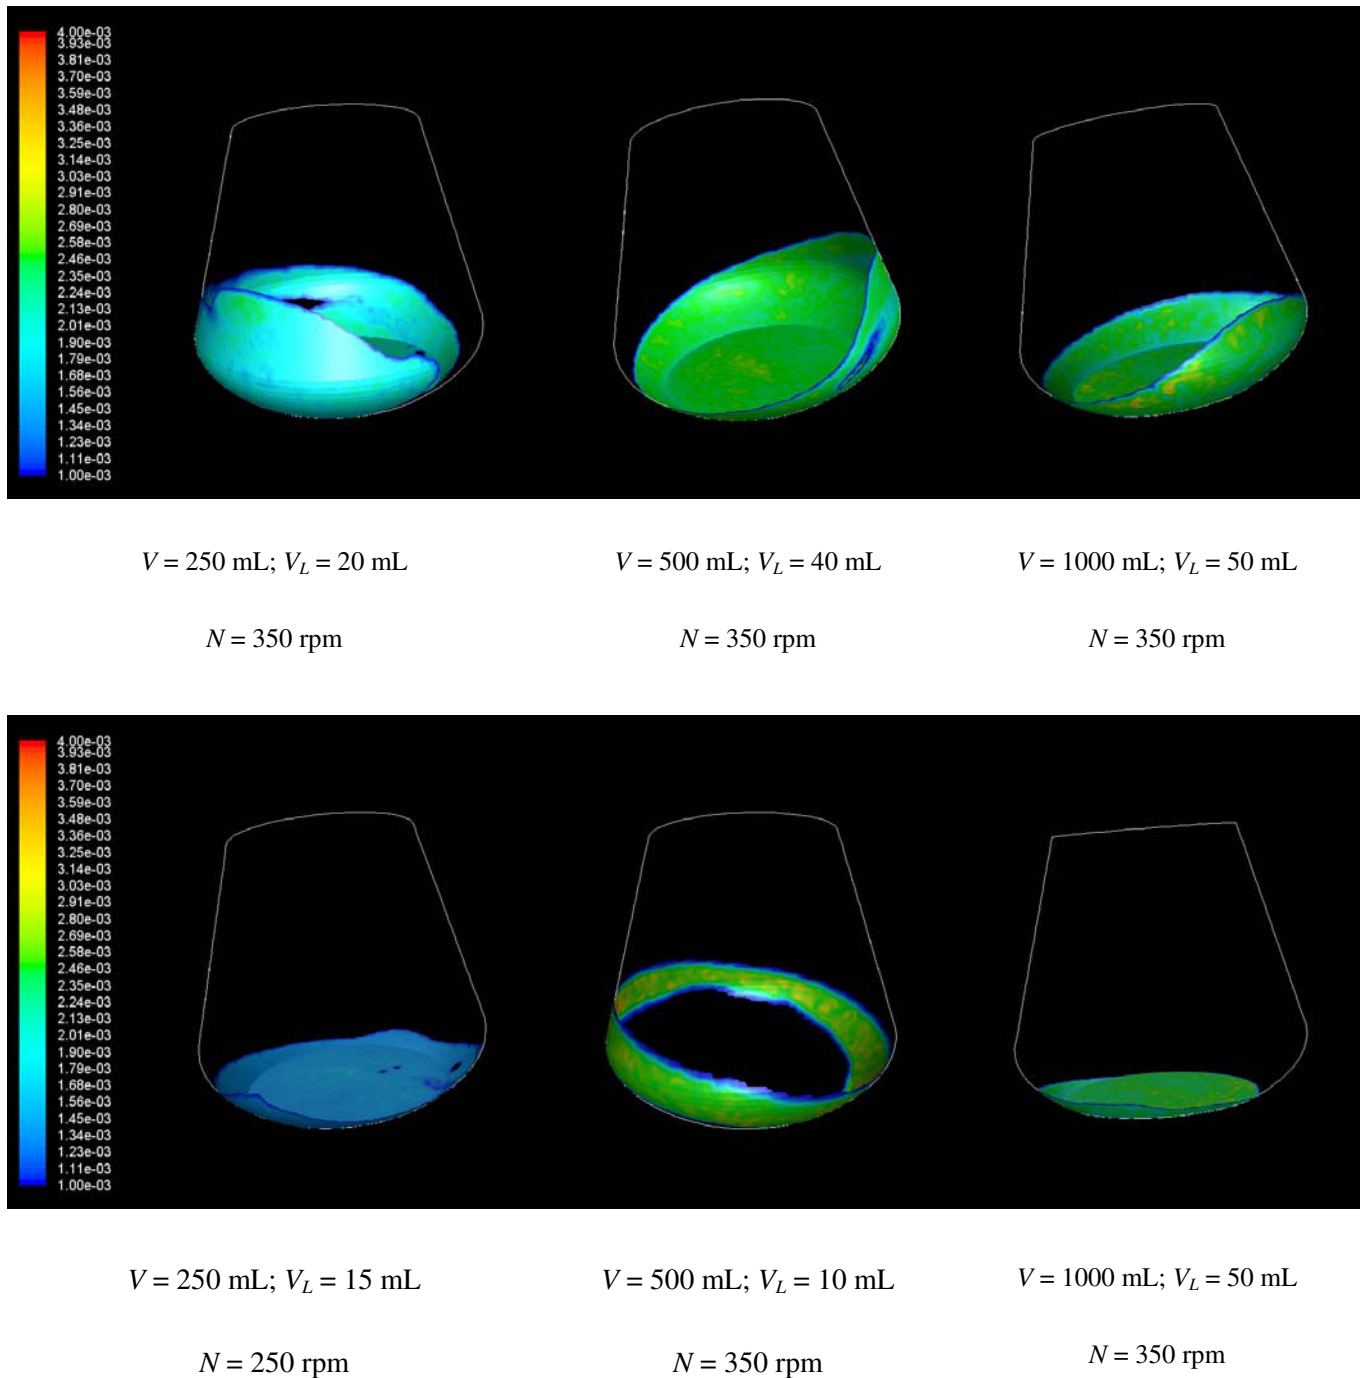 4.00e-03
3.93e-03
3.81e-03
3.70e-03
3.59e-03
3.48e-03
3.36e-03
3.25e-03
3.14e-03
3.03e-03
2.91e-03
2.80e-03
2.69e-03
2.58e-03
2.46e-03
2.35e-03
2.24e-03
2.13e-03
2.01e-03
1.90e-03
1.79e-03
1.68e-03
1.56e-03
1.45e-03
1.34e-03
1.23e-03
1.11e-03
1.00e-03
V = 250 mL; V_L = 20 mL
N = 350 rpm
V = 500 mL; V_L = 40 mL
N = 350 rpm
V = 1000 mL; V_L = 50 mL
N = 350 rpm
4.00e-03
3.93e-03
3.81e-03
3.70e-03
3.59e-03
3.48e-03
3.36e-03
3.25e-03
3.14e-03
3.03e-03
2.91e-03
2.80e-03
2.69e-03
2.58e-03
2.46e-03
2.35e-03
2.24e-03
2.13e-03
2.01e-03
1.90e-03
1.79e-03
1.68e-03
1.56e-03
1.45e-03
1.34e-03
1.23e-03
1.11e-03
1.00e-03
V = 250 mL; V_L = 15 mL
N = 250 rpm
V = 500 mL; V_L = 10 mL
N = 350 rpm
V = 1000 mL; V_L = 50 mL
N = 350 rpm